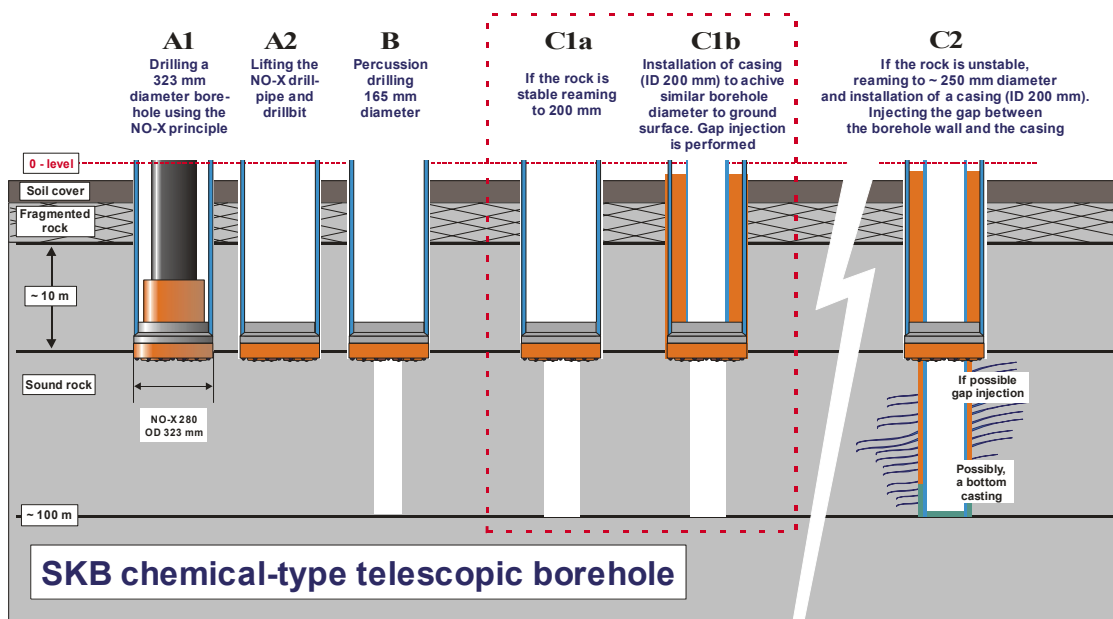 A1
Drilling a
323 mm
diameter bore-
hole using the
NO-X principle
A2
Lifting the
NO-X drill-
pipe and
drillbit
B
Percussion
drilling
165 mm
diameter
C1a
If the rock is
stable reaming
to 200 mm
C1b
Installation of casing
(ID 200 mm) to achive
similar borehole
diameter to ground
surface. Gap injection
is performed
C2
If the rock is unstable,
reaming to ~ 250 mm diameter
and installation of a casing (ID 200 mm).
Injecting the gap between
the borehole wall and the casing
0 - level
Soil cover
Fragmented
rock
~ 10 m
Sound rock
NO-X 280
OD 323 mm
If possible
gap injection
Possibly,
a bottom
casting
~ 100 m
SKB chemical-type telescopic borehole